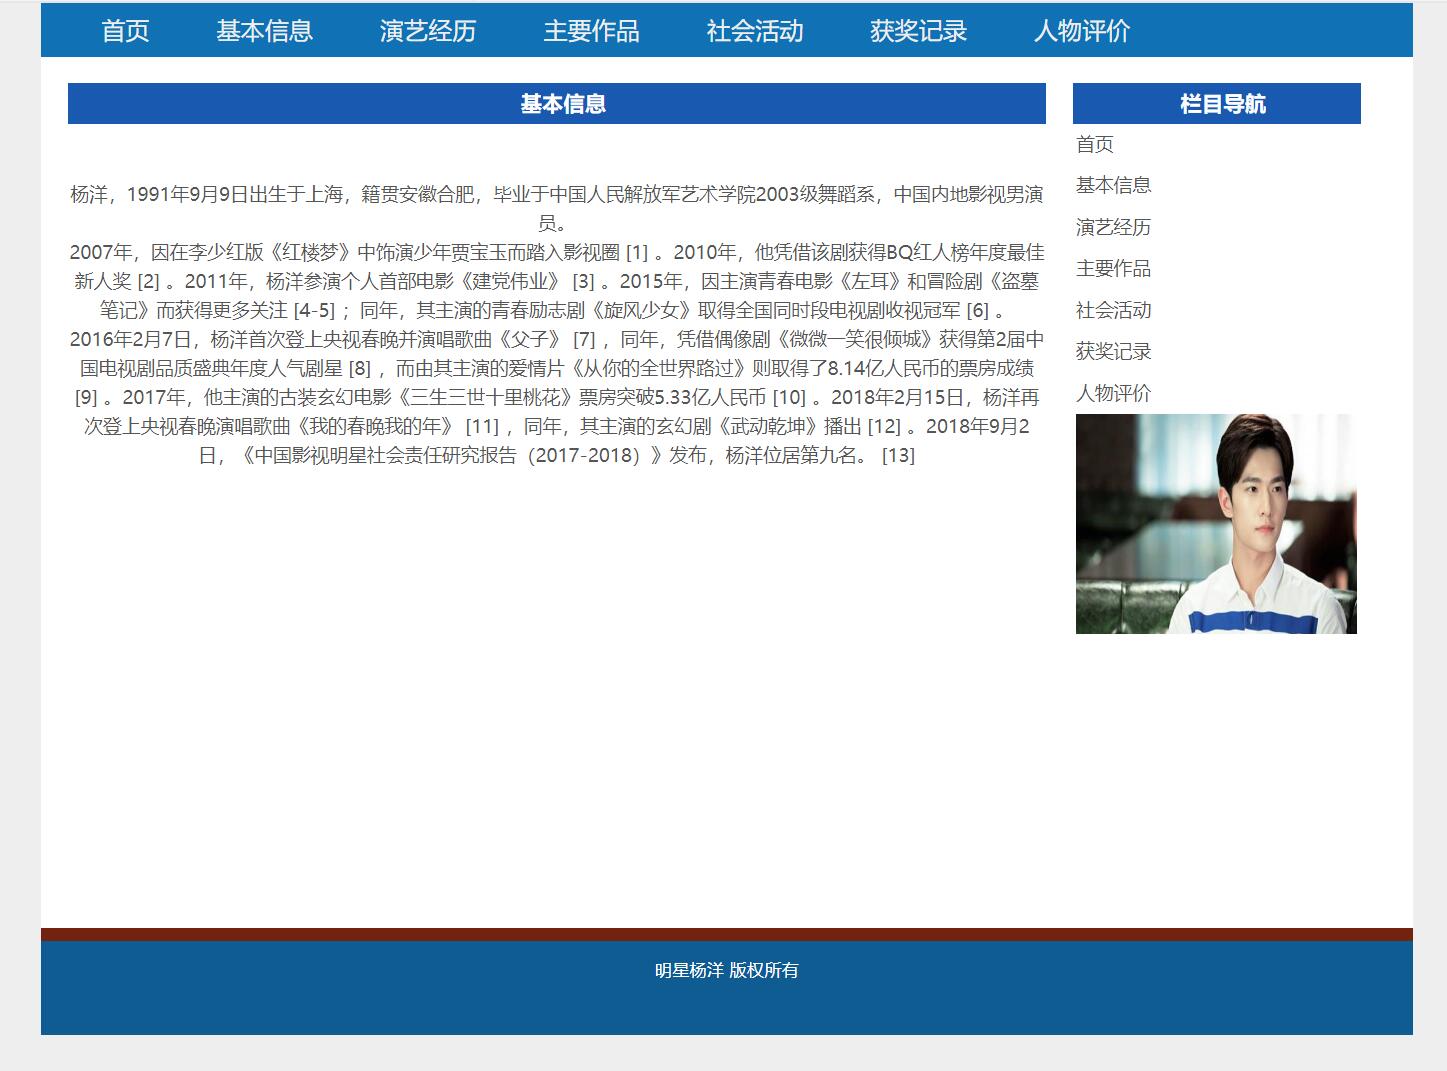 首页 基本信息 演艺经历 主要作品 社会活动 获奖记录 人物评价
基本信息
杨洋，1991年9月9日出生于上海，籍贯安徽合肥，毕业于中国人民解放军艺术学院2003级舞蹈系，中国内地影视男演
员。
2007年，因在李少红版《红楼梦》中饰演少年贾宝玉而踏入影视圈 [1] 。2010年，他凭借该剧获得BQ红人榜年度最佳
新人奖 [2] 。2011年，杨洋参演个人首部电影《建党伟业》 [3] 。2015年，因主演青春电影《左耳》和冒险剧《盗墓
笔记》而获得更多关注 [4-5] ；同年，其主演的青春励志剧《旋风少女》取得全国同时段电视剧收视冠军 [6] 。
2016年2月7日，杨洋首次登上央视春晚并演唱歌曲《父子》 [7] ，同年，凭借偶像剧《微微一笑很倾城》获得第2届中
国电视剧品质盛典年度人气剧星 [8] ，而由其主演的爱情片《从你的全世界路过》则取得了8.14亿人民币的票房成绩
[9] 。2017年，他主演的古装玄幻电影《三生三世十里桃花》票房突破5.33亿人民币 [10] 。2018年2月15日，杨洋再
次登上央视春晚演唱歌曲《我的春晚我的年》 [11] ，同年，其主演的玄幻剧《武动乾坤》播出 [12] 。2018年9月2
日，《中国影视明星社会责任研究报告（2017-2018）》发布，杨洋位居第九名。 [13]
栏目导航
首页
基本信息
演艺经历
主要作品
社会活动
获奖记录
人物评价
明星杨洋 版权所有